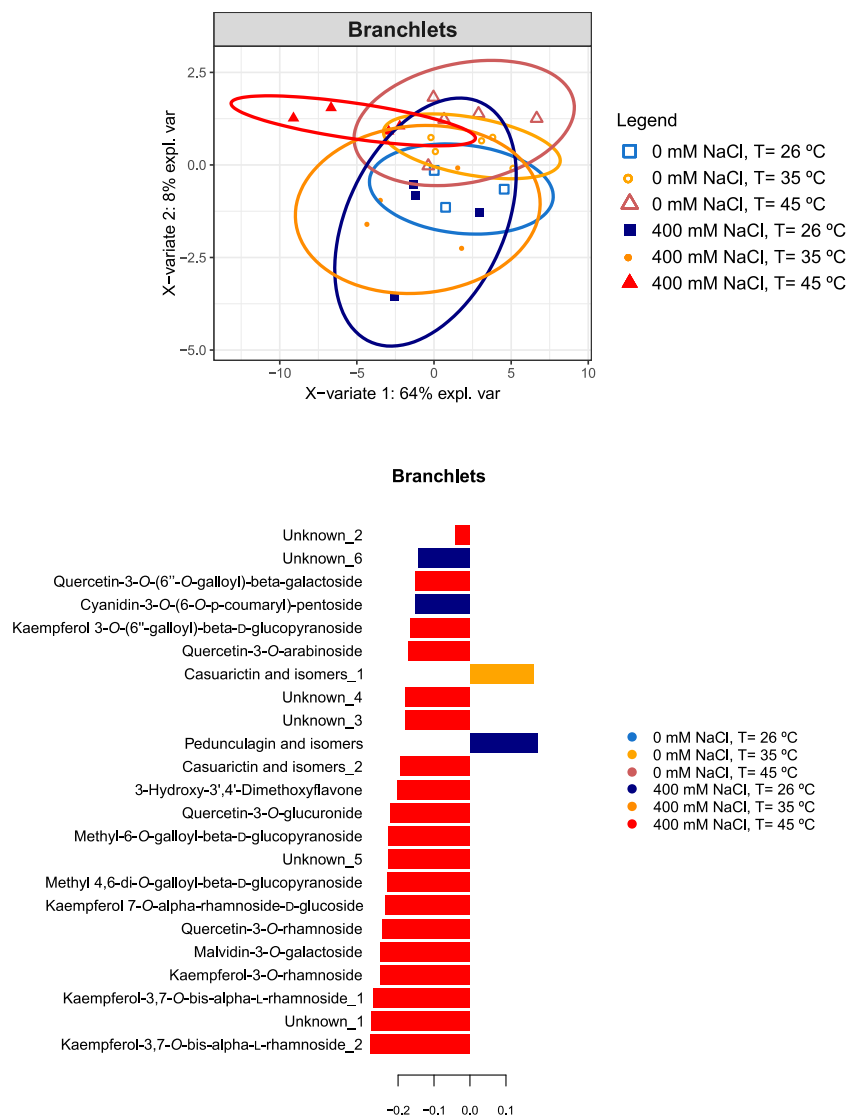 Branchlets
2.5
0.0
−2.5
−5.0
X−variate 2: 8% expl. var
−10
−5
0
5
10
X−variate 1: 64% expl. var
Legend
0 mM NaCl, T= 26 ºC
0 mM NaCl, T= 35 ºC
0 mM NaCl, T= 45 ºC
400 mM NaCl, T= 26 ºC
400 mM NaCl, T= 35 ºC
400 mM NaCl, T= 45 ºC
Branchlets
Unknown_2
Unknown_6
Quercetin-3-O-(6''-O-galloyl)-beta-galactoside
Cyanidin-3-O-(6-O-p-coumaryl)-pentoside
Kaempferol 3-O-(6''-galloyl)-beta-D-glucopyranoside
Quercetin-3-O-arabinoside
Casuarictin and isomers_1
Unknown_4
Unknown_3
Pedunculagin and isomers
Casuarictin and isomers_2
3-Hydroxy-3',4'-Dimethoxyflavone
Quercetin-3-O-glucuronide
Methyl-6-O-galloyl-beta-D-glucopyranoside
Unknown_5
Methyl 4,6-di-O-galloyl-beta-D-glucopyranoside
Kaempferol 7-O-alpha-rhamnoside-D-glucoside
Quercetin-3-O-rhamnoside
Malvidin-3-O-galactoside
Kaempferol-3-O-rhamnoside
Kaempferol-3,7-O-bis-alpha-L-rhamnoside_1
Unknown_1
Kaempferol-3,7-O-bis-alpha-L-rhamnoside_2
0 mM NaCl, T= 26 ºC
0 mM NaCl, T= 35 ºC
0 mM NaCl, T= 45 ºC
400 mM NaCl, T= 26 ºC
400 mM NaCl, T= 35 ºC
400 mM NaCl, T= 45 ºC
−0.2 −0.1 0.0 0.1